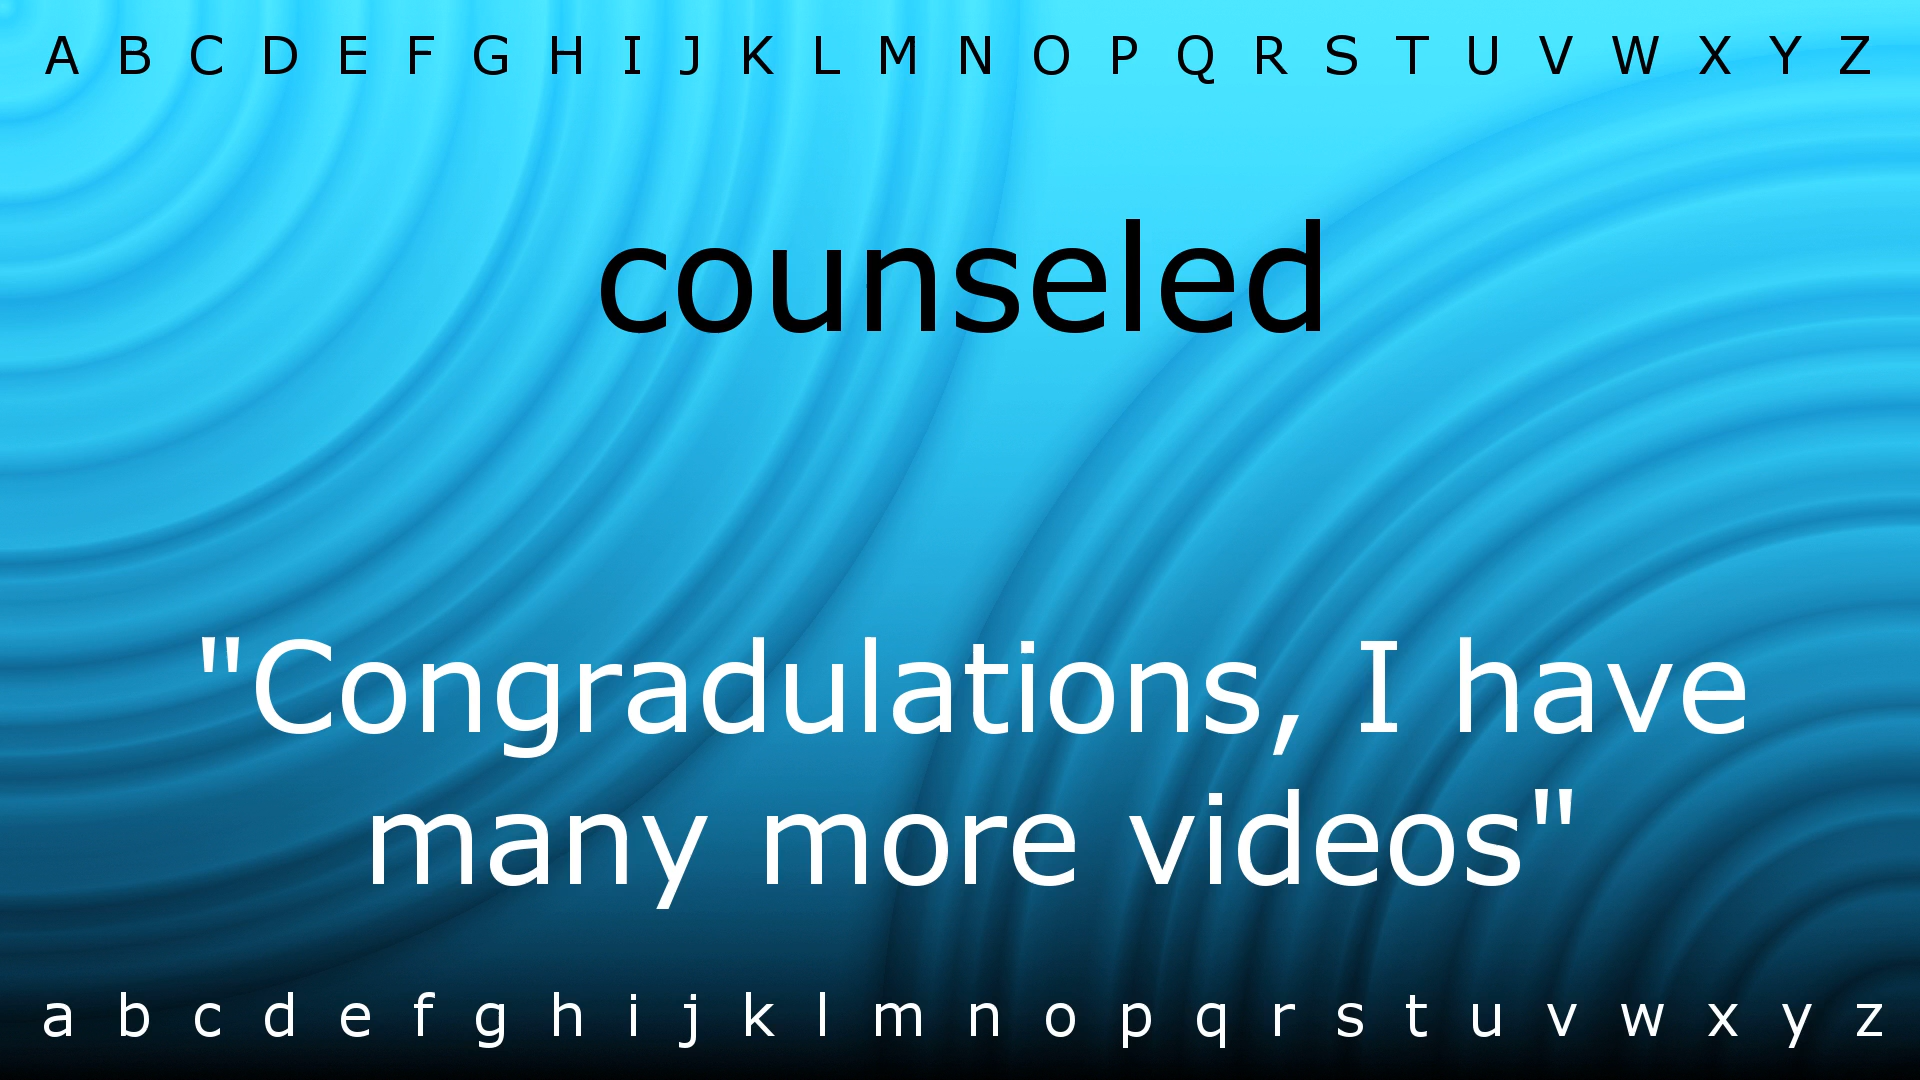 A B C D E F G H I J K L M N O P Q R S T U V W X Y Z
counseled
"Congradulations, I have
many more videos"
a b c d e f g h i j k l m n o p q r s t u v w x y z